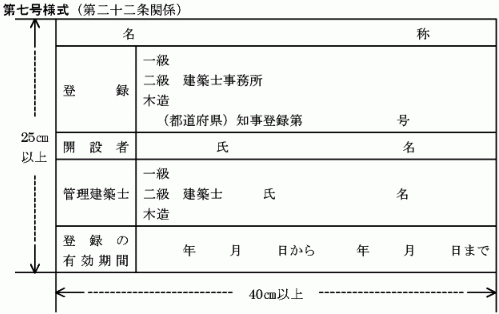 第七号様式（第二十二条関係）
名 称
登 録
一級
二級 建築士事務所
木造
（都道府県）知事登録第 号
25㎝
以上
開 設 者 氏 名
管理建築士
一級
二級 建築士 氏 名
木造
登 録 の
有効期間
年 月 日から 年 月 日まで
40㎝以上